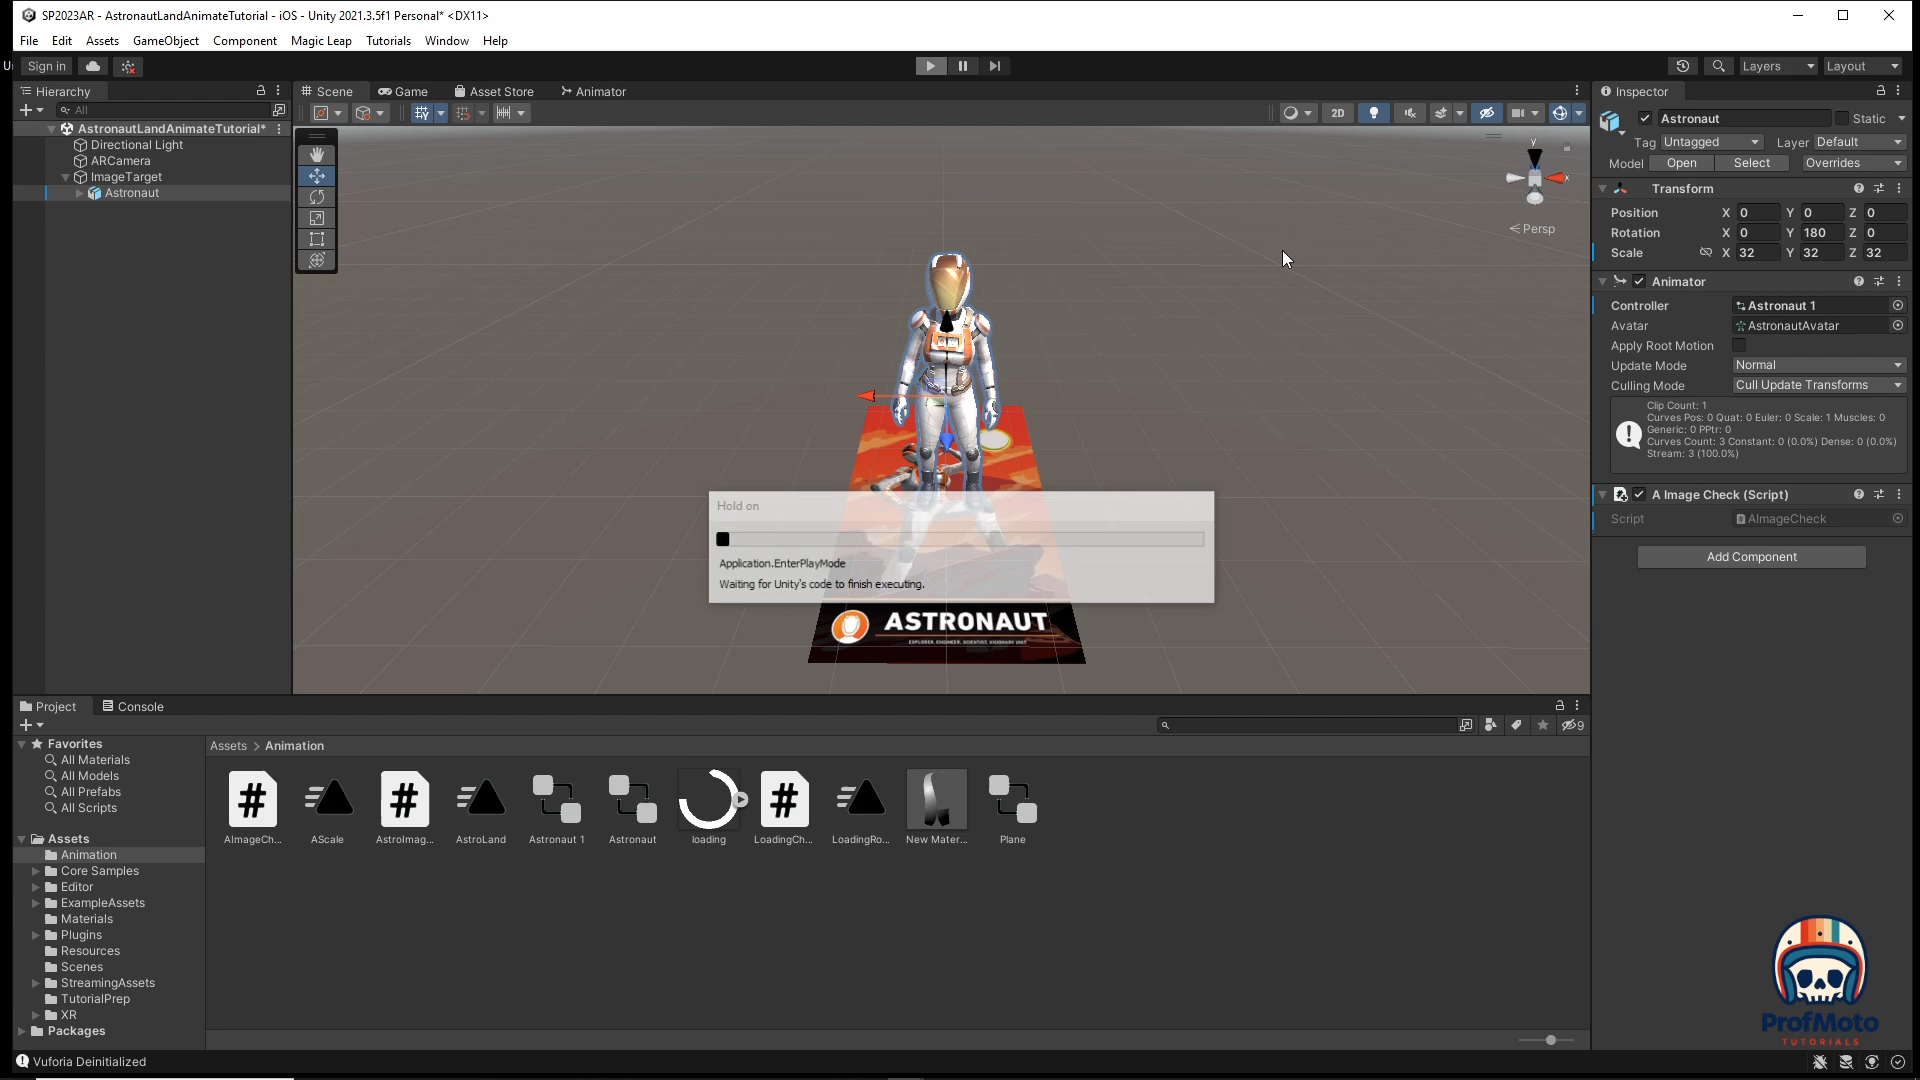 SP2023AR - AstronautLandAnimateTutorial - iOS - Unity 2021.3.5f1 Personal* <DX11>
File Edit Assets GameObject Component Magic Leap Tutorials Window Help
Sign in
Layers Layout
Hierarchy
Scene Game Asset Store Animator
Inspector
All
2D
AstronautLandAnimateTutorial*
Directional Light
ARCamera
ImageTarget
Astronaut
y
x
Persp
Astronaut Static
Tag Untagged Layer Default
Model Open Select Overrides
Transform
Position X 0 Y 0 Z 0
Rotation X 0 Y 180 Z 0
Scale X 32 Y 32 Z 32
Animator
Controller Astronaut 1
Avatar AstronautAvatar
Apply Root Motion
Update Mode Normal
Culling Mode Cull Update Transforms
Clip Count: 1
Curves Pos: 0 Quat: 0 Euler: 0 Scale: 1 Muscles: 0
Generic: 0 PPtr: 0
Curves Count: 3 Constant: 0 (0.0%) Dense: 0 (0.0%)
Stream: 3 (100.0%)
A Image Check (Script)
Script AImageCheck
Add Component
Hold on
Application.EnterPlayMode
Waiting for Unity's code to finish executing.
ASTRONAUT
EXPLORER, ENGINEER, SCIENTIST, VISIONARY
Project Console
9
Favorites
All Materials
All Models
All Prefabs
All Scripts
Assets
Animation
Core Samples
Editor
ExampleAssets
Materials
Plugins
Resources
Scenes
StreamingAssets
TutorialPrep
XR
Packages
Assets > Animation
AImageCh... AScale AstroImag... AstroLand Astronaut 1 Astronaut loading LoadingCh... LoadingRo... New Mater... Plane
ProfMoto
TUTORIALS
Vuforia Deinitialized